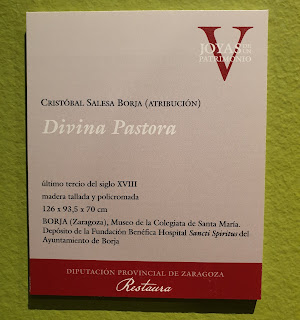 V
JOYAS DE UN
PATRIMONIO
CRISTÓBAL SALESA BORJA (ATRIBUCIÓN)
Divina Pastora
último tercio del siglo XVIII
madera tallada y policromada
126 x 93,5 x 70 cm
BORJA (Zaragoza), Museo de la Colegiata de Santa María.
Depósito de la Fundación Benéfica Hospital Sancti Spiritus del
Ayuntamiento de Borja
DIPUTACIÓN PROVINCIAL DE ZARAGOZA
Restaura